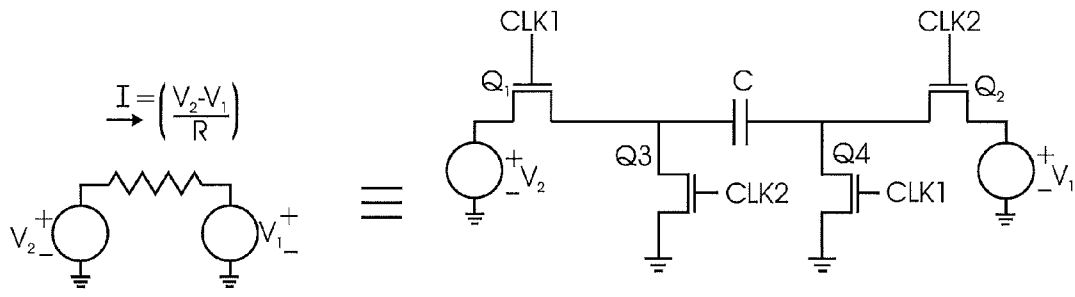 CLK1
CLK2
Q₁
C
Q₂
I = (V₂-V₁ / R)
Q3
Q4
+
V₂
-
CLK2
CLK1
+
V₁
-
+
V₂
-
+
V₁
-
≡